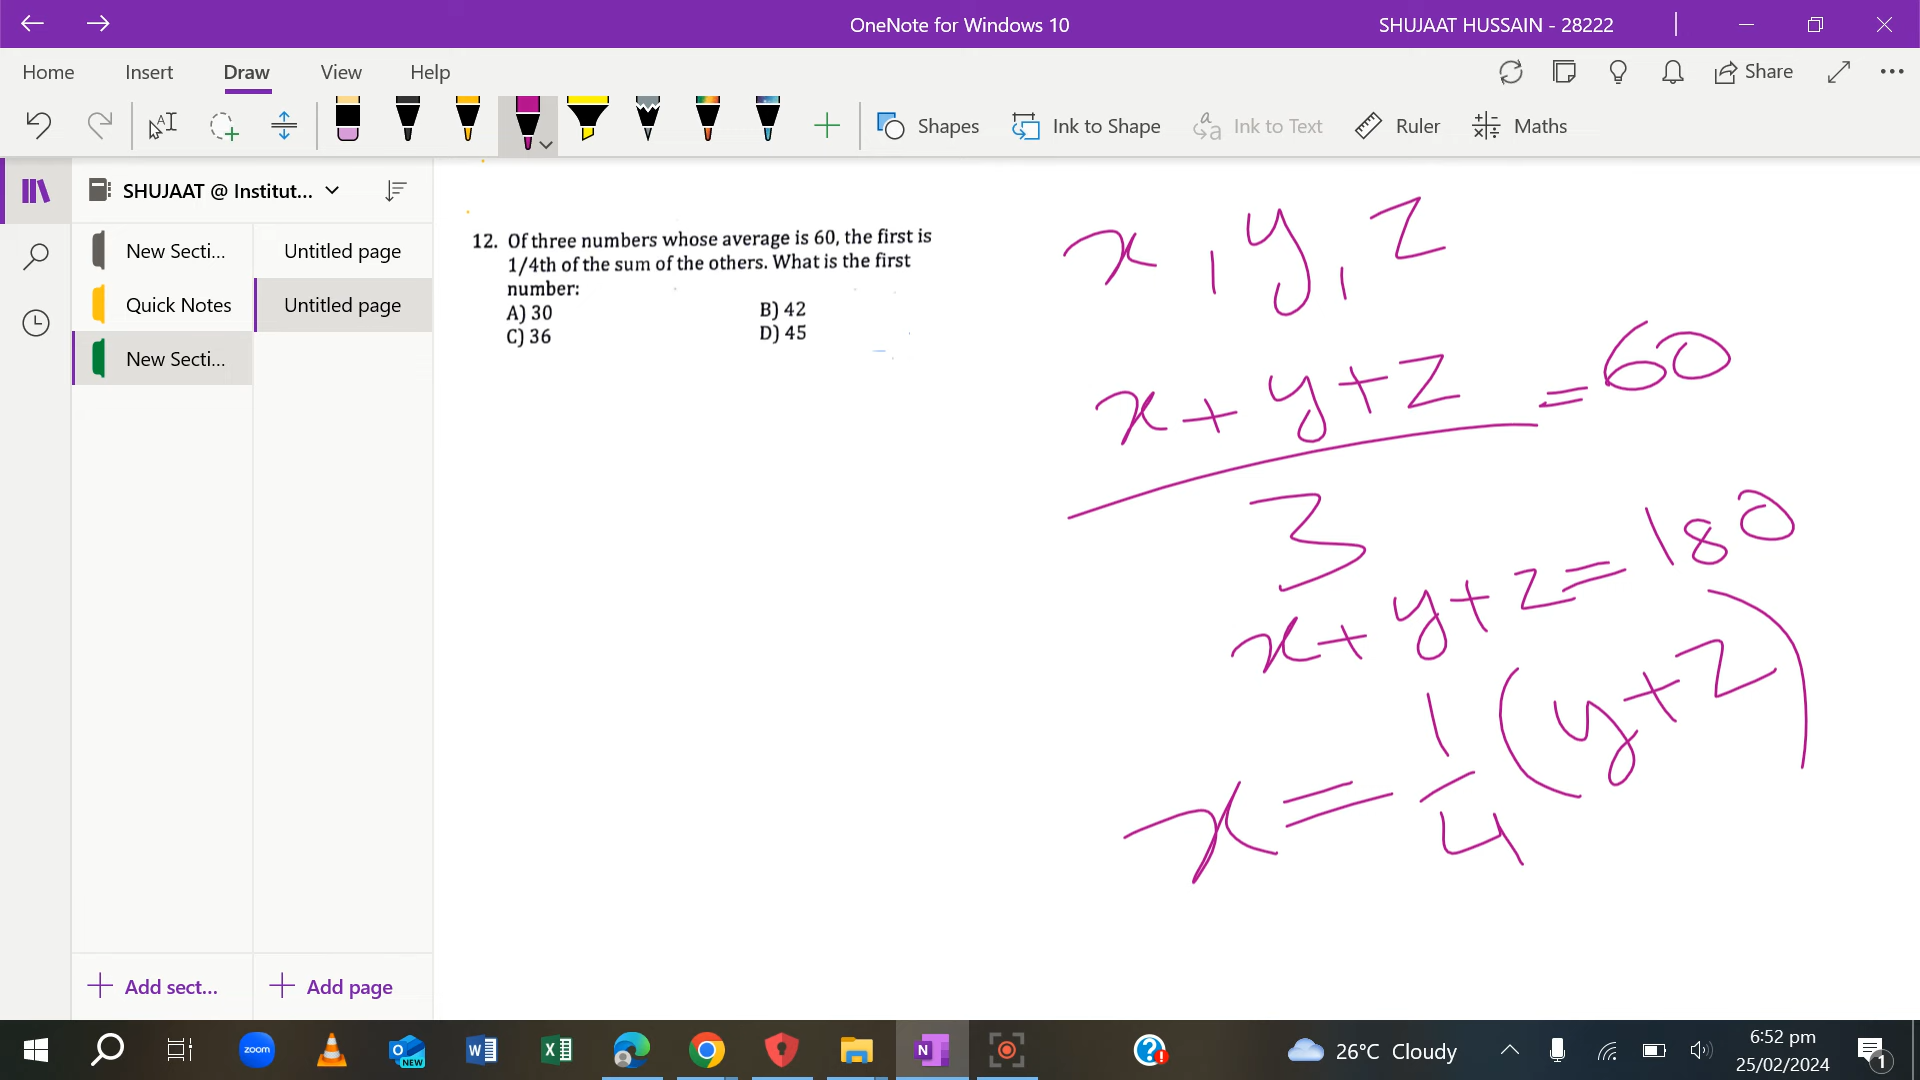 OneNote for Windows 10
SHUJAAT HUSSAIN - 28222
Home Insert Draw View Help
Share
Shapes Ink to Shape Ink to Text Ruler Maths
SHUJAAT @ Institut...
New Secti...
Quick Notes
New Secti...
Untitled page
Untitled page
12. Of three numbers whose average is 60, the first is
1/4th of the sum of the others. What is the first
number:
A) 30 B) 42
C) 36 D) 45
x, y, z
x + y + z = 60
3
x + y + z = 180
x = 1/4 (y + z)
Add sect...
Add page
zoom
NEW
26°C Cloudy
6:52 pm
25/02/2024
1